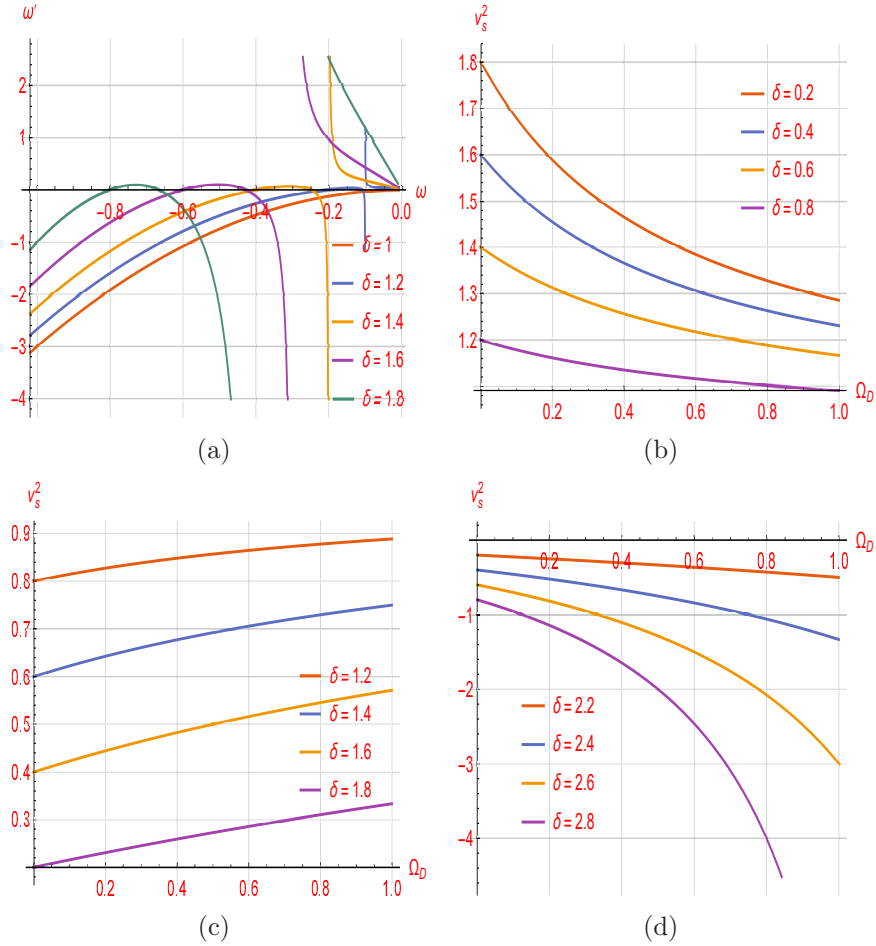 ω′
2
1
0
−1
−2
−3
−4
−0.8
−0.6
−0.4
−0.2
0.0
ω
δ = 1
δ = 1.2
δ = 1.4
δ = 1.6
δ = 1.8
(a)
v_s^2
1.8
1.7
1.6
1.5
1.4
1.3
1.2
0.2
0.4
0.6
0.8
1.0
Ω_D
δ = 0.2
δ = 0.4
δ = 0.6
δ = 0.8
(b)
v_s^2
0.9
0.8
0.7
0.6
0.5
0.4
0.3
0.2
0.4
0.6
0.8
1.0
Ω_D
δ = 1.2
δ = 1.4
δ = 1.6
δ = 1.8
(c)
v_s^2
0.2
0.4
0.6
0.8
1.0
Ω_D
−1
−2
−3
−4
δ = 2.2
δ = 2.4
δ = 2.6
δ = 2.8
(d)